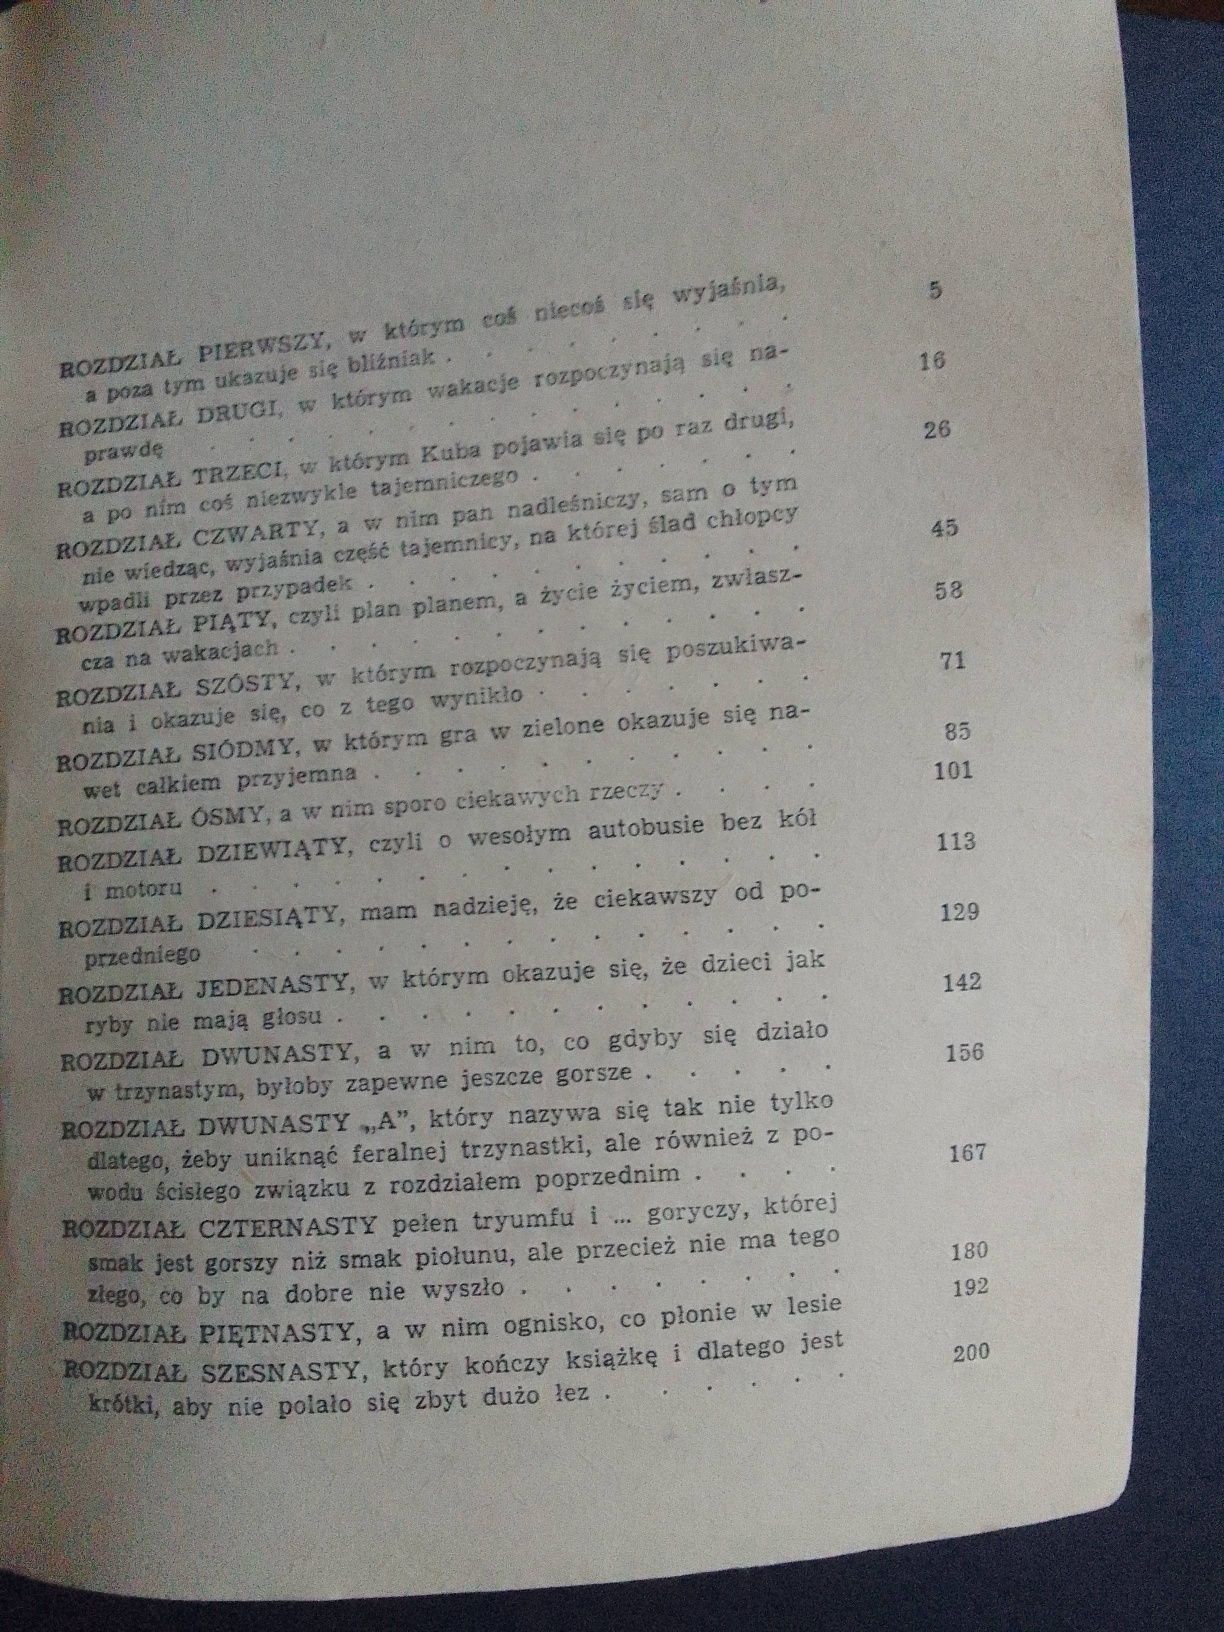 ROZDZIAŁ PIERWSZY, w którym coś niecoś się wyjaśnia,
a poza tym ukazuje się bliźniak . . . . . . . . . 5
ROZDZIAŁ DRUGI, w którym wakacje rozpoczynają się na-
prawdę . . . . . . . . . . . . . 16
ROZDZIAŁ TRZECI, w którym Kuba pojawia się po raz drugi,
a po nim coś niezwykle tajemniczego . . . . . . . 26
ROZDZIAŁ CZWARTY, a w nim pan nadleśniczy, sam o tym
nie wiedząc, wyjaśnia część tajemnicy, na której ślad chłopcy
wpadli przez przypadek . . . . . . . . . . . 45
ROZDZIAŁ PIĄTY, czyli plan planem, a życie życiem, zwłasz-
cza na wakacjach . . . . . . . . . . . . 58
ROZDZIAŁ SZÓSTY, w którym rozpoczynają się poszukiwa-
nia i okazuje się, co z tego wynikło . . . . . . . 71
ROZDZIAŁ SIÓDMY, w którym gra w zielone okazuje się na-
wet całkiem przyjemna . . . . . . . . . . . 85
ROZDZIAŁ ÓSMY, a w nim sporo ciekawych rzeczy . . . . 101
ROZDZIAŁ DZIEWIĄTY, czyli o wesołym autobusie bez kół
i motoru . . . . . . . . . . . . . . . 113
ROZDZIAŁ DZIESIĄTY, mam nadzieję, że ciekawszy od po-
przedniego . . . . . . . . . . . . . . 129
ROZDZIAŁ JEDENASTY, w którym okazuje się, że dzieci jak
ryby nie mają głosu . . . . . . . . . . . . 142
ROZDZIAŁ DWUNASTY, a w nim to, co gdyby się działo
w trzynastym, byłoby zapewne jeszcze gorsze . . . . . 156
ROZDZIAŁ DWUNASTY „A”, który nazywa się tak nie tylko
dlatego, żeby uniknąć feralnej trzynastki, ale również z po-
wodu ścisłego związku z rozdziałem poprzednim . . . . 167
ROZDZIAŁ CZTERNASTY pełen tryumfu i ... goryczy, której
smak jest gorszy niż smak piołunu, ale przecież nie ma tego
złego, co by na dobre nie wyszło . . . . . . . . 180
ROZDZIAŁ PIĘTNASTY, a w nim ognisko, co płonie w lesie 192
ROZDZIAŁ SZESNASTY, który kończy książkę i dlatego jest
krótki, aby nie polało się zbyt dużo łez . . . . . . 200